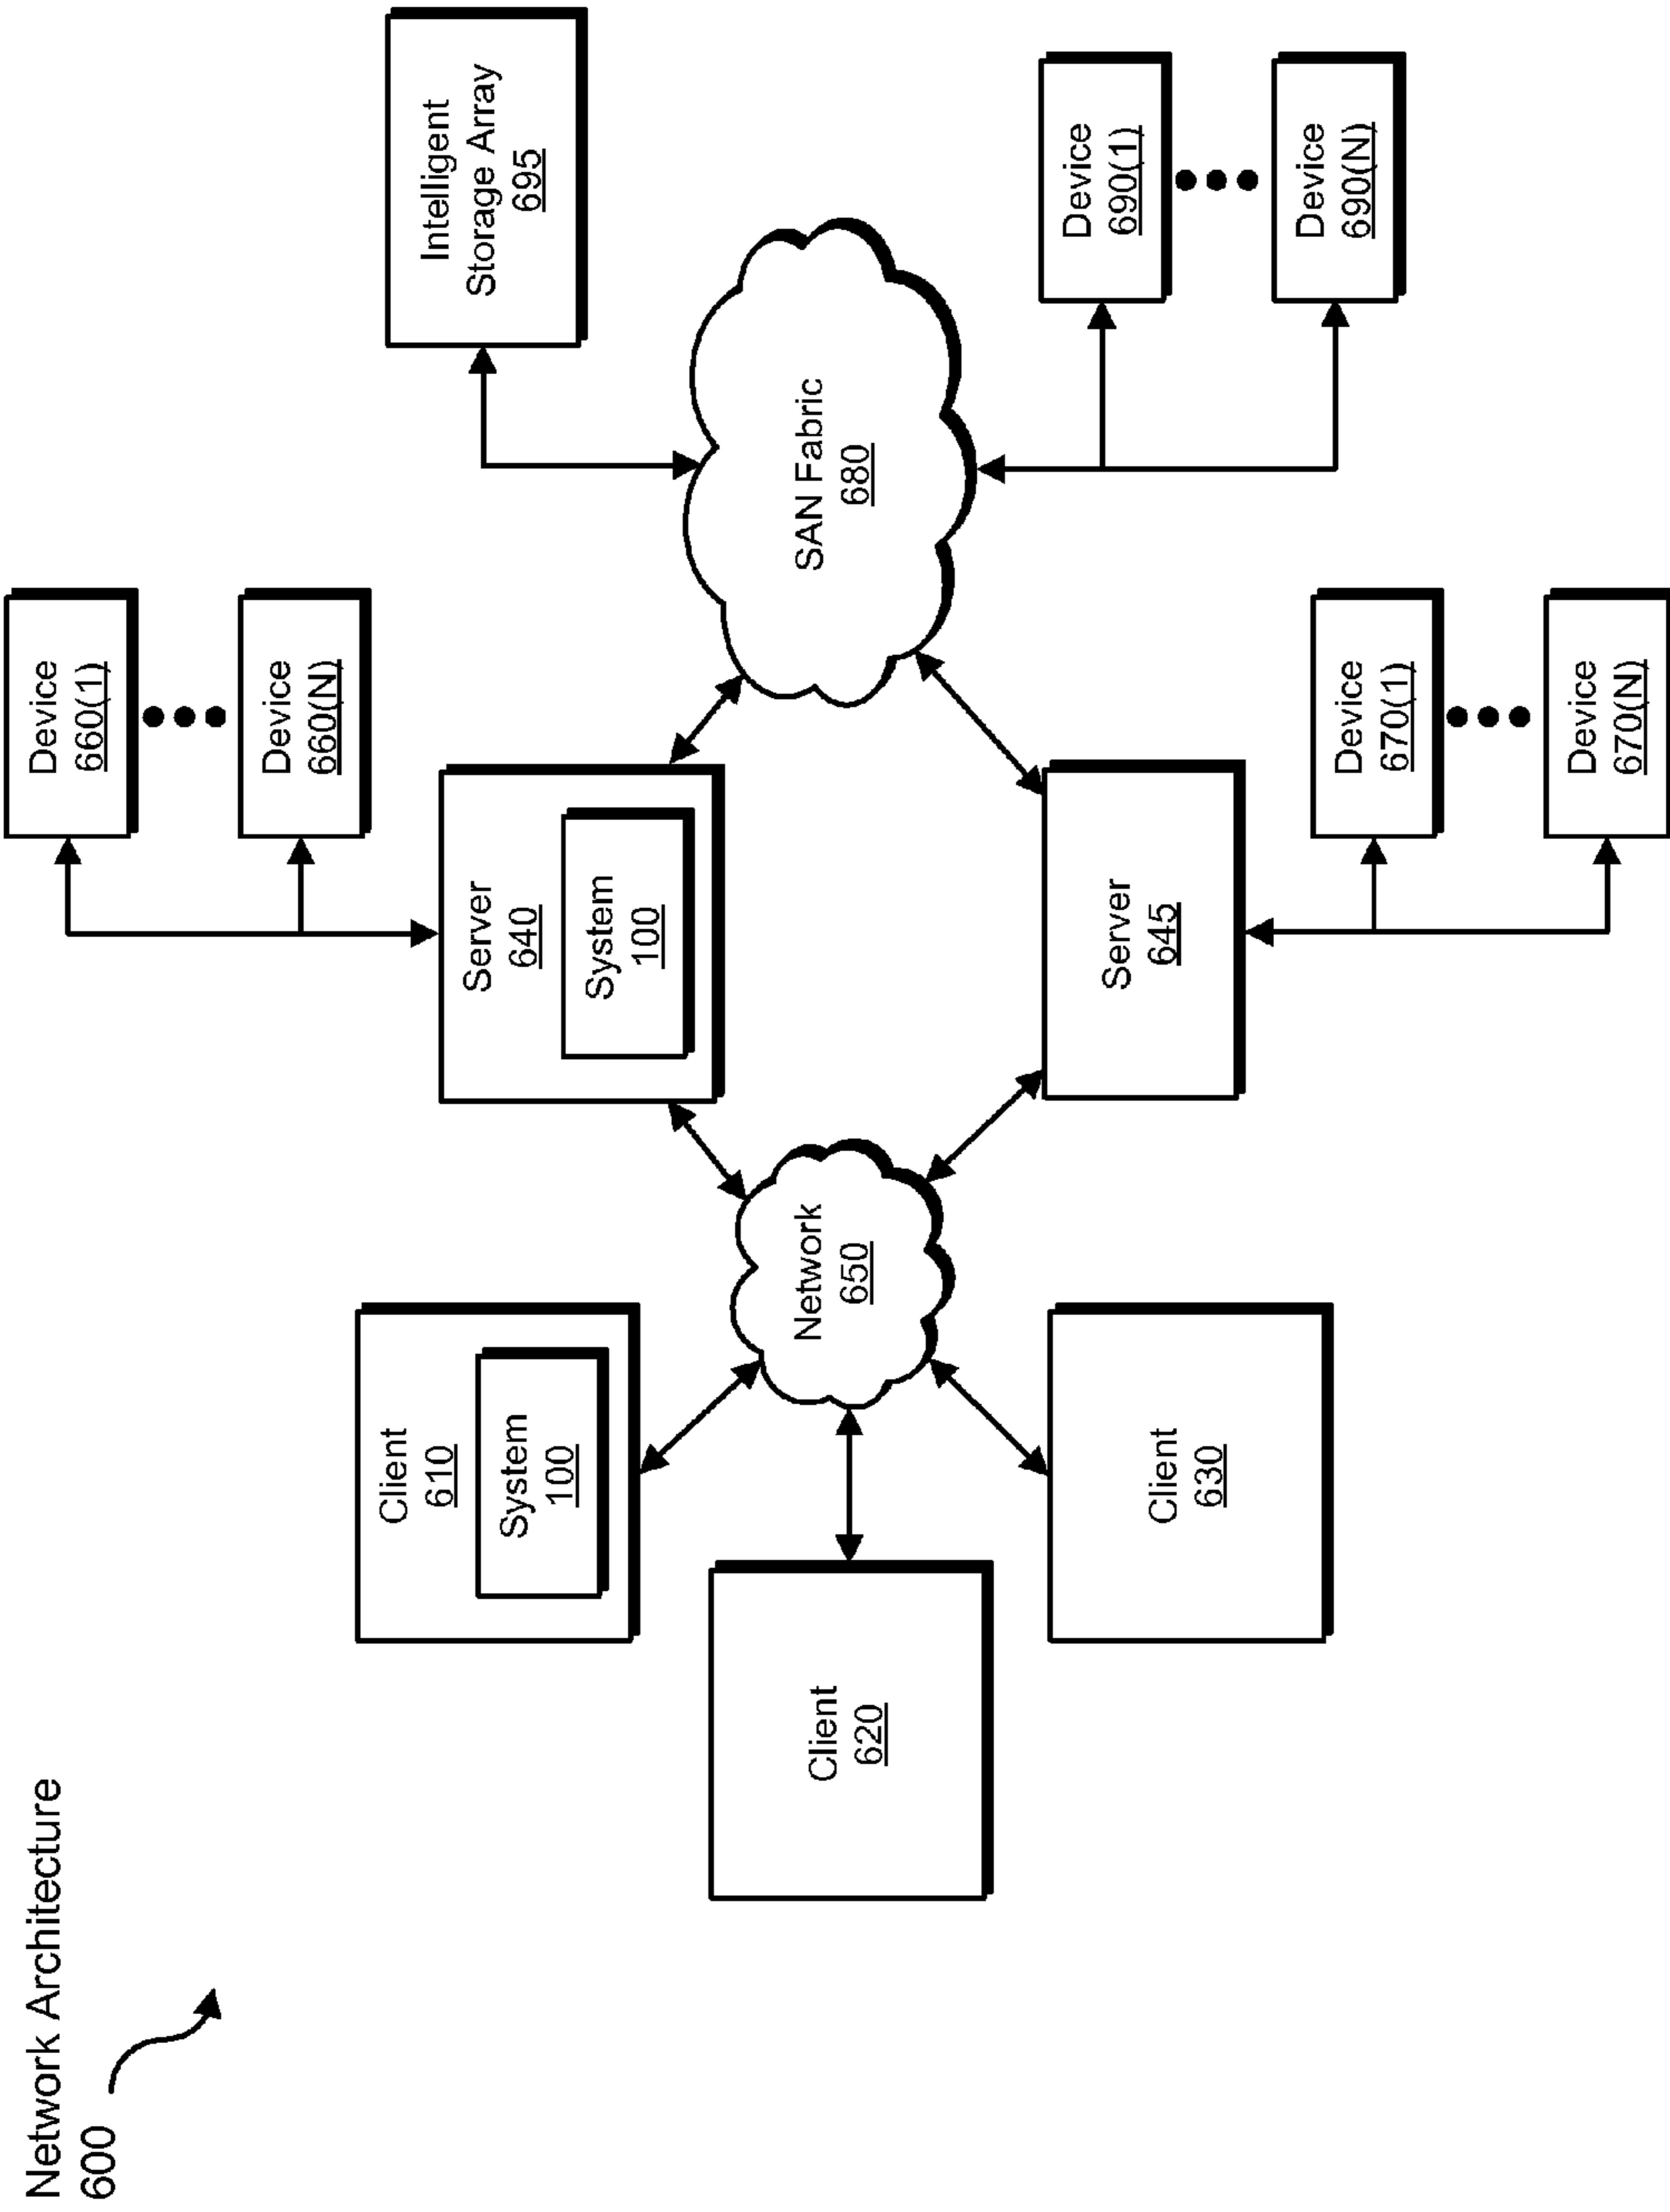 Network Architecture
600
Client
610
System
100
Client
620
Client
630
Network
650
Server
640
System
100
Server
645
Device
660(1)
Device
660(N)
Device
670(1)
Device
670(N)
SAN Fabric
680
Intelligent
Storage Array
695
Device
690(1)
Device
690(N)